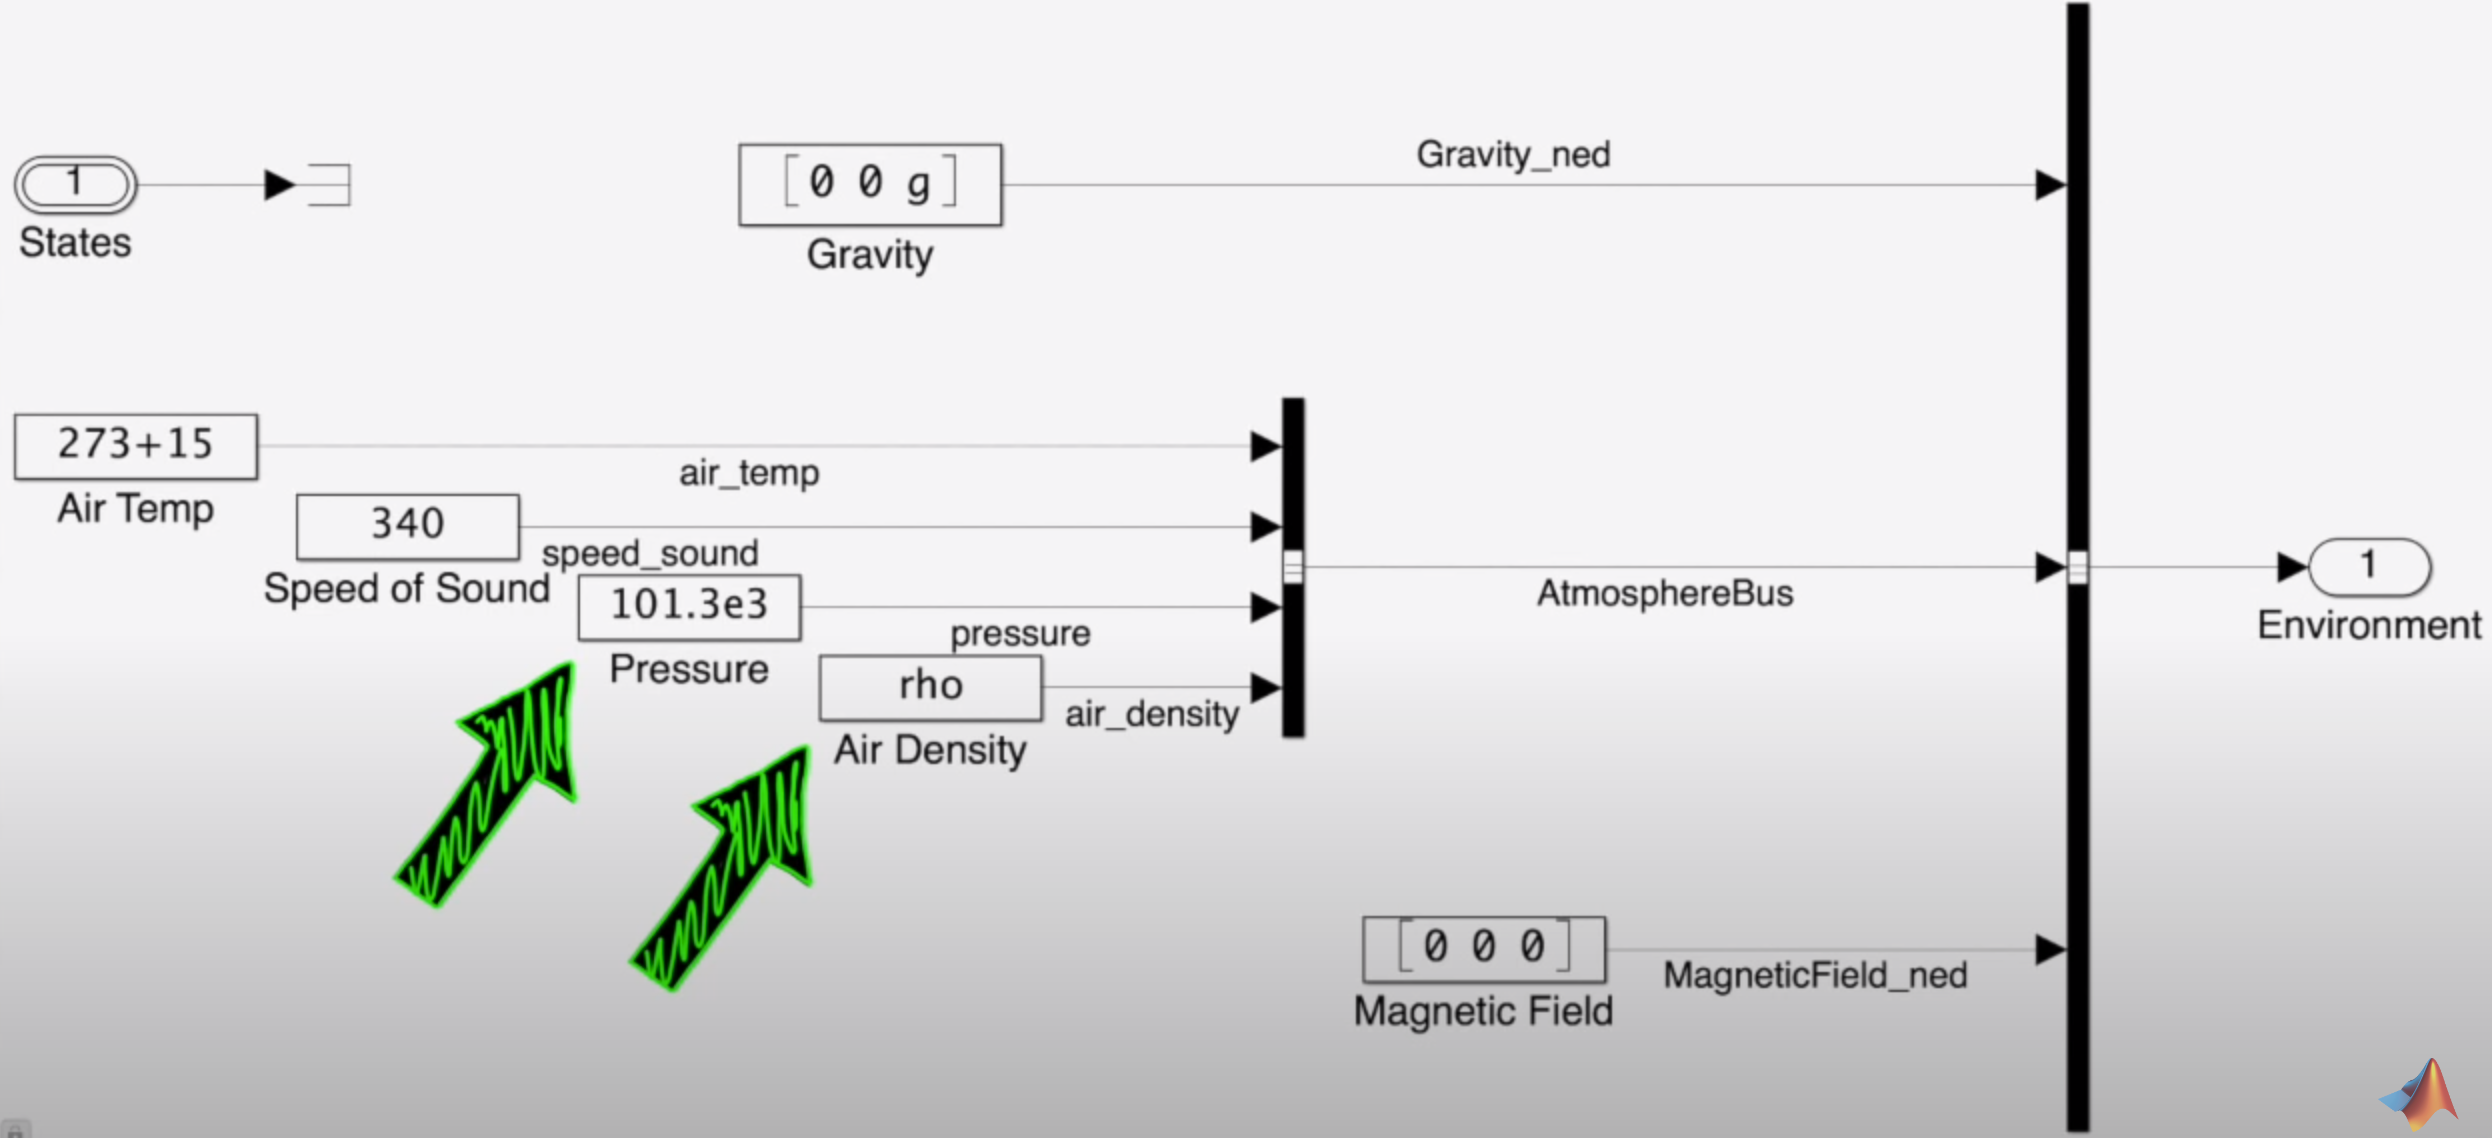 1
States
[0 0 g]
Gravity
Gravity_ned
273+15
Air Temp
air_temp
340
Speed of Sound
speed_sound
101.3e3
Pressure
pressure
rho
Air Density
air_density
AtmosphereBus
1
Environment
[0 0 0]
Magnetic Field
MagneticField_ned